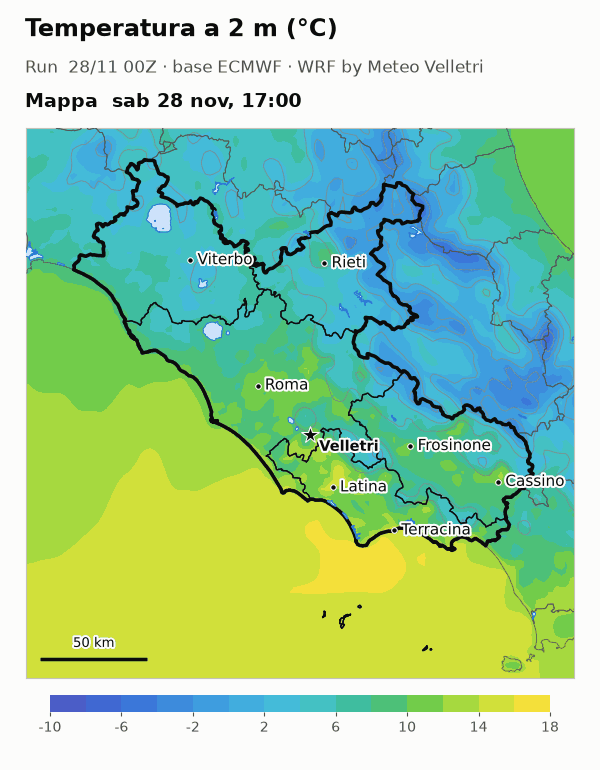 Temperatura a 2 m (°C)
Run  28/11 00Z · base ECMWF · WRF by Meteo Velletri
Mappa  sab 28 nov, 17:00
Viterbo
Rieti
Roma
Velletri
Frosinone
Cassino
Latina
Terracina
50 km
-10 -6 -2 2 6 10 14 18